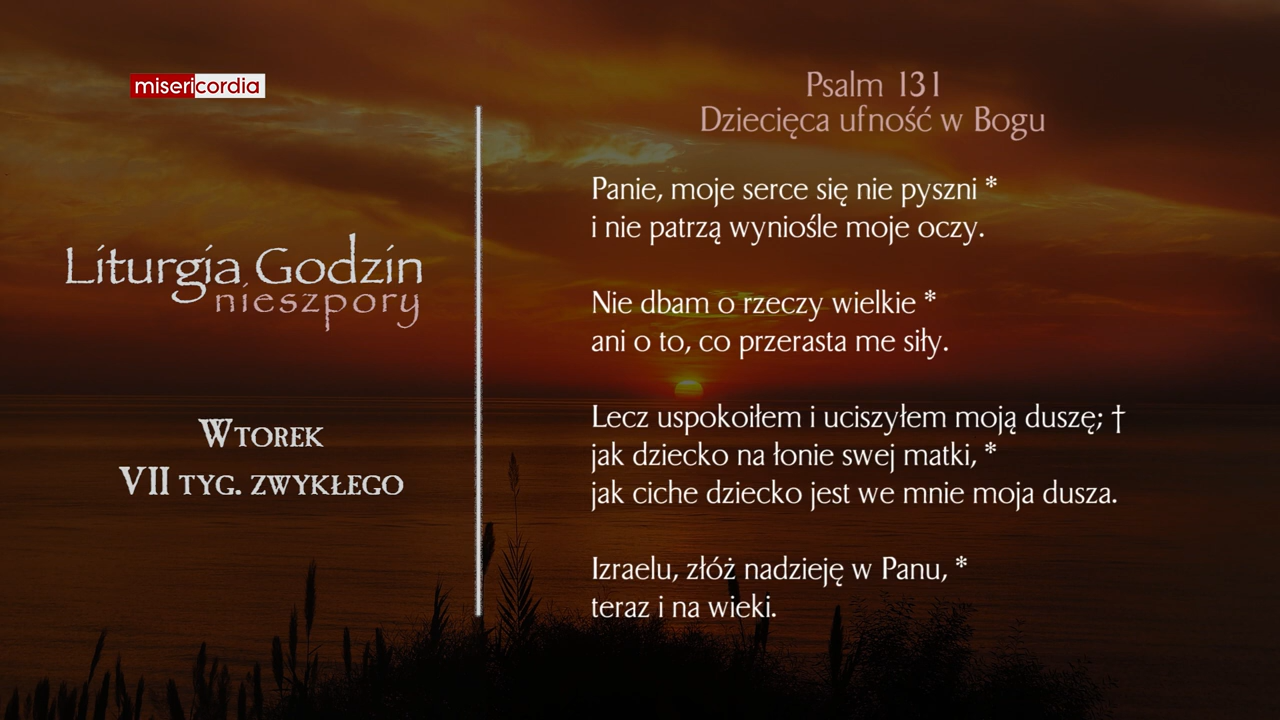 misericordia
Liturgia Godzin
nieszpory
Wtorek
VII tyg. zwykłego
Psalm 131
Dziecięca ufność w Bogu
Panie, moje serce się nie pyszni *
i nie patrzą wyniośle moje oczy.
Nie dbam o rzeczy wielkie *
ani o to, co przerasta me siły.
Lecz uspokoiłem i uciszyłem moją duszę; †
jak dziecko na łonie swej matki, *
jak ciche dziecko jest we mnie moja dusza.
Izraelu, złóż nadzieję w Panu, *
teraz i na wieki.